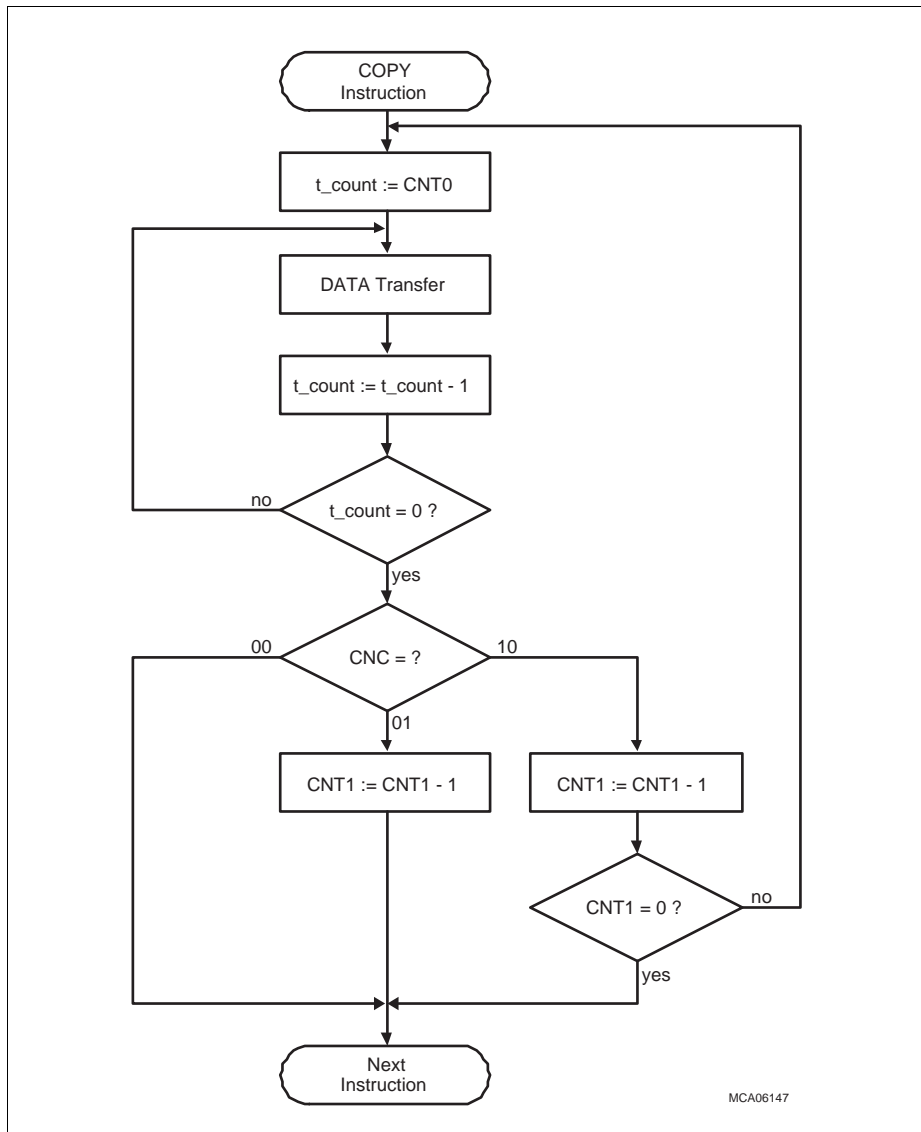 COPY
Instruction
t_count := CNT0
DATA Transfer
t_count := t_count - 1
no
t_count = 0 ?
yes
00
CNC = ?
10
01
CNT1 := CNT1 - 1
CNT1 := CNT1 - 1
CNT1 = 0 ?
no
yes
Next
Instruction
MCA06147